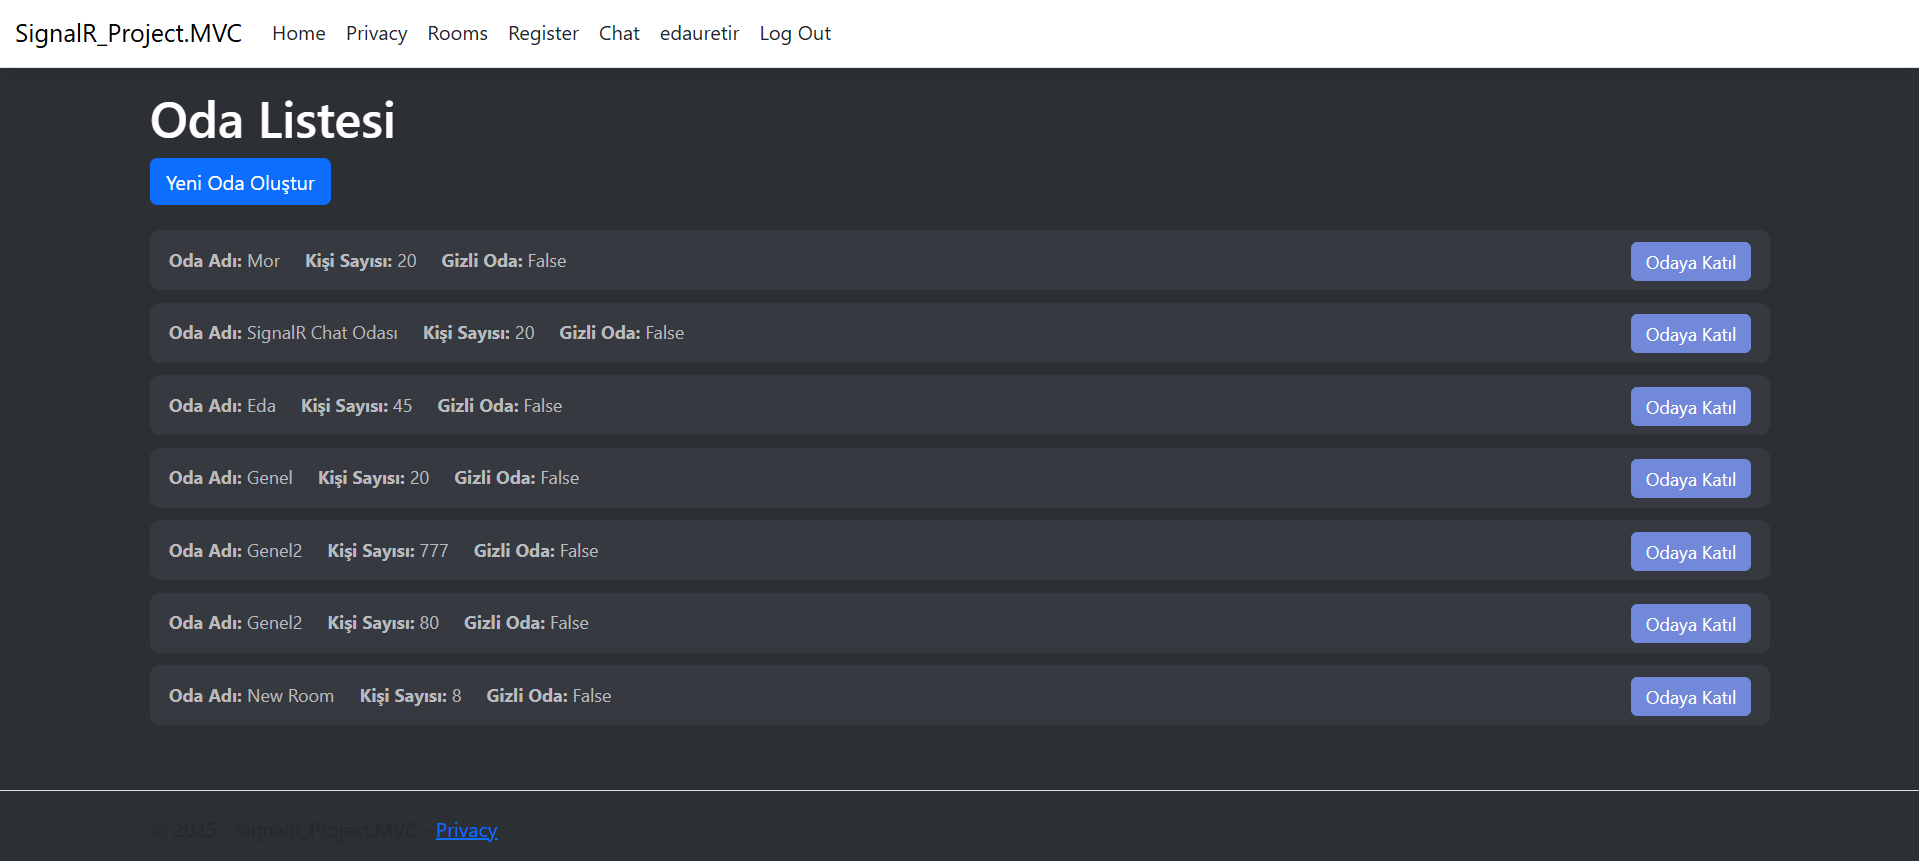 SignalR_Project.MVC Home Privacy Rooms Register Chat edauretir Log Out
Oda Listesi
Yeni Oda Oluştur
Oda Adı: Mor Kişi Sayısı: 20 Gizli Oda: False Odaya Katıl
Oda Adı: SignalR Chat Odası Kişi Sayısı: 20 Gizli Oda: False Odaya Katıl
Oda Adı: Eda Kişi Sayısı: 45 Gizli Oda: False Odaya Katıl
Oda Adı: Genel Kişi Sayısı: 20 Gizli Oda: False Odaya Katıl
Oda Adı: Genel2 Kişi Sayısı: 777 Gizli Oda: False Odaya Katıl
Oda Adı: Genel2 Kişi Sayısı: 80 Gizli Oda: False Odaya Katıl
Oda Adı: New Room Kişi Sayısı: 8 Gizli Oda: False Odaya Katıl
© 2025 - SignalR_Project.MVC - Privacy